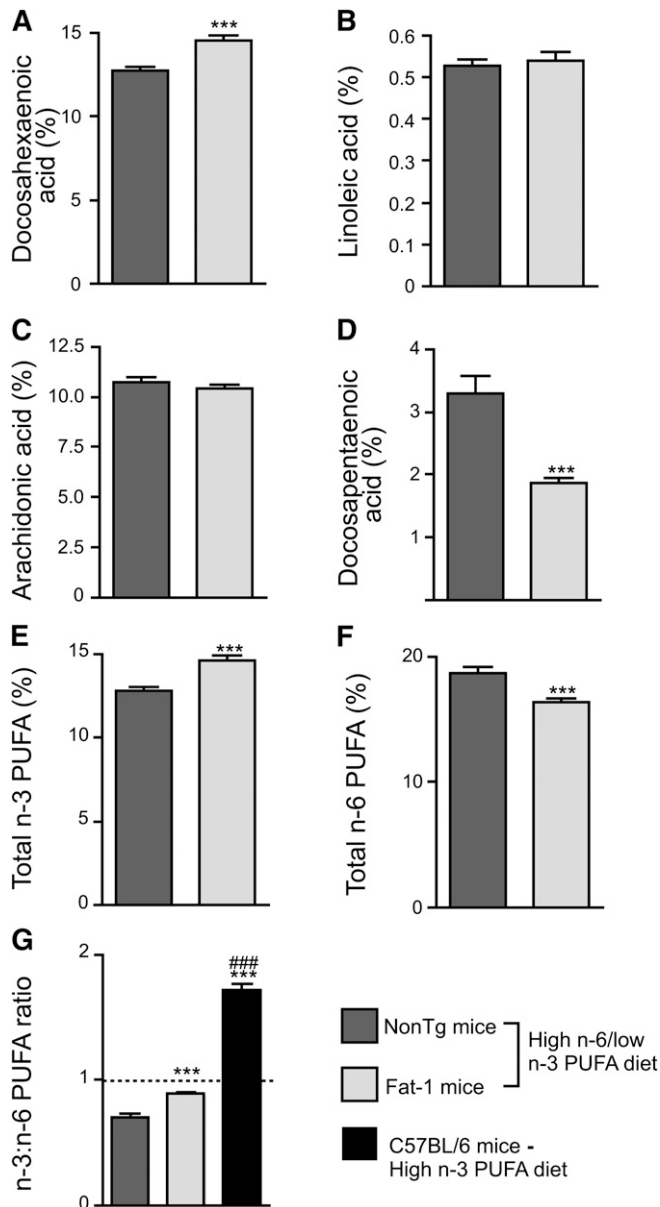 A
Docosahexaenoic
acid (%)
15
10
5
0
***
B
Linoleic acid (%)
0.6
0.5
0.4
0.3
0.2
0.1
0
C
Arachidonic acid (%)
12.5
10.0
7.5
5.0
2.5
0
D
Docosapentaenoic
acid (%)
4
3
2
1
***
E
Total n-3 PUFA (%)
15
10
5
0
***
F
Total n-6 PUFA (%)
20
10
0
***
G
n-3:n-6 PUFA ratio
2
1
0
***
###
***
NonTg mice
Fat-1 mice
High n-6/low
n-3 PUFA diet
C57BL/6 mice -
High n-3 PUFA diet